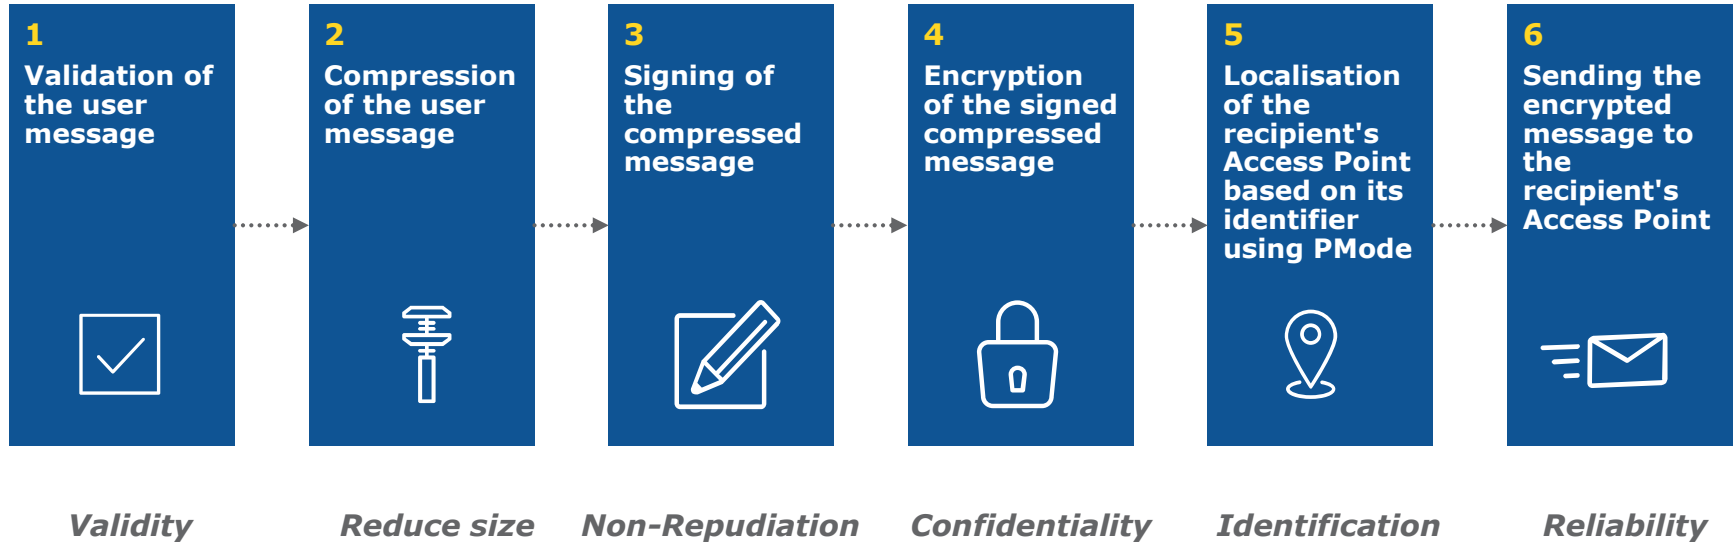 1
Validation of
the user
message
2
Compression
of the user
message
3
Signing of
the
compressed
message
4
Encryption
of the signed
compressed
message
5
Localisation
of the
recipient's
Access Point
based on its
identifier
using PMode
6
Sending the
encrypted
message to
the
recipient's
Access Point
Validity
Reduce size
Non-Repudiation
Confidentiality
Identification
Reliability